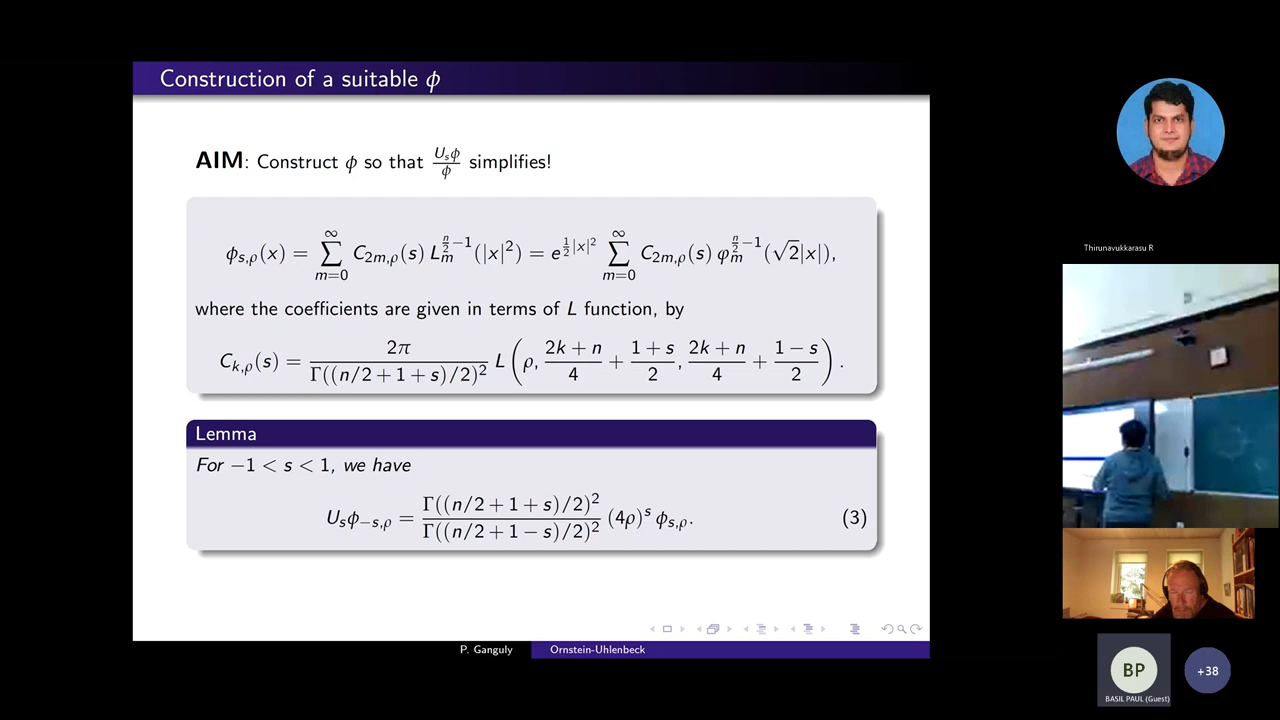 Construction of a suitable ϕ
AIM: Construct ϕ so that U_sϕ/ϕ simplifies!
ϕ_{s,ρ}(x) = ∑_{m=0}^{∞} C_{2m,ρ}(s) L_m^{n/2−1}(|x|²) = e^{½|x|²} ∑_{m=0}^{∞} C_{2m,ρ}(s) φ_m^{n/2−1}(√2|x|),
where the coefficients are given in terms of L function, by
C_{k,ρ}(s) = 2π/Γ((n/2 + 1 + s)/2)² L(ρ, (2k + n)/4 + (1 + s)/2, (2k + n)/4 + (1 − s)/2).
Lemma
For −1 < s < 1, we have
U_sϕ_{−s,ρ} = Γ((n/2 + 1 + s)/2)²/Γ((n/2 + 1 − s)/2)² (4ρ)^s ϕ_{s,ρ}. (3)
P. Ganguly
Ornstein-Uhlenbeck
Thirunavukkarasu R
BP
BASIL PAUL (Guest)
+38